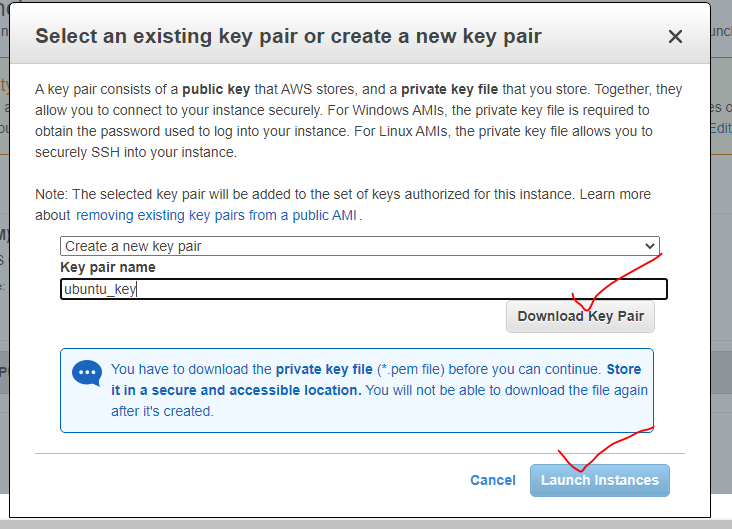 Select an existing key pair or create a new key pair
A key pair consists of a public key that AWS stores, and a private key file that you store. Together, they
allow you to connect to your instance securely. For Windows AMIs, the private key file is required to
obtain the password used to log into your instance. For Linux AMIs, the private key file allows you to
securely SSH into your instance.
Note: The selected key pair will be added to the set of keys authorized for this instance. Learn more
about removing existing key pairs from a public AMI .
Create a new key pair
Key pair name
ubuntu_key
Download Key Pair
You have to download the private key file (*.pem file) before you can continue. Store
it in a secure and accessible location. You will not be able to download the file again
after it's created.
Cancel
Launch Instances